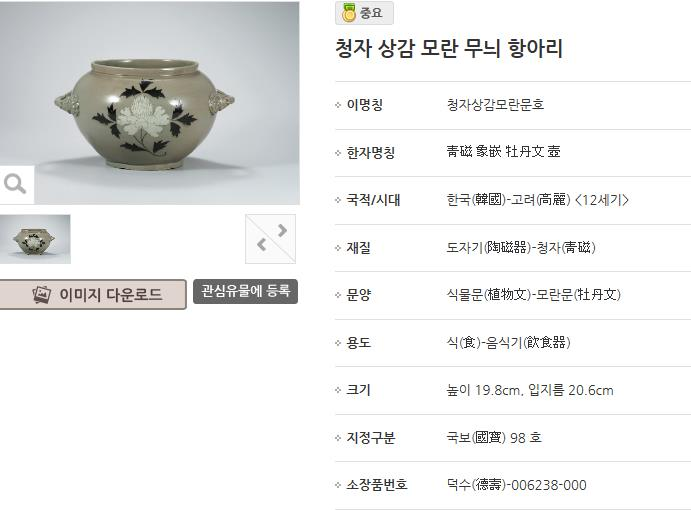 중요
청자 상감 모란 무늬 항아리
이명칭 청자상감모란문호
한자명칭 靑磁 象嵌 牡丹文 壺
국적/시대 한국(韓國)-고려(高麗) <12세기>
재질 도자기(陶磁器)-청자(靑磁)
문양 식물문(植物文)-모란문(牡丹文)
용도 식(食)-음식기(飮食器)
크기 높이 19.8cm, 입지름 20.6cm
지정구분 국보(國寶) 98 호
소장품번호 덕수(德壽)-006238-000
이미지 다운로드
관심유물에 등록